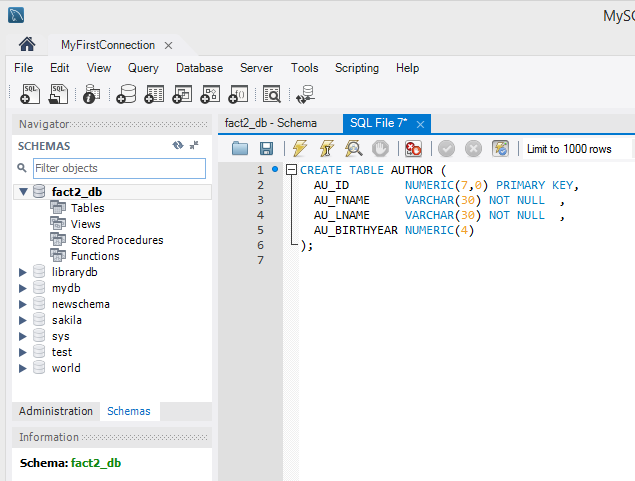 MySQ
MyFirstConnection
File Edit View Query Database Server Tools Scripting Help
SQL SQL
Navigator
SCHEMAS
Filter objects
fact2_db
Tables
Views
Stored Procedures
Functions
librarydb
mydb
newschema
sakila
sys
test
world
Administration Schemas
Information
Schema: fact2_db
fact2_db - Schema SQL File 7*
Limit to 1000 rows
1 CREATE TABLE AUTHOR (
2 AU_ID NUMERIC(7,0) PRIMARY KEY,
3 AU_FNAME VARCHAR(30) NOT NULL ,
4 AU_LNAME VARCHAR(30) NOT NULL ,
5 AU_BIRTHYEAR NUMERIC(4)
6 );
7